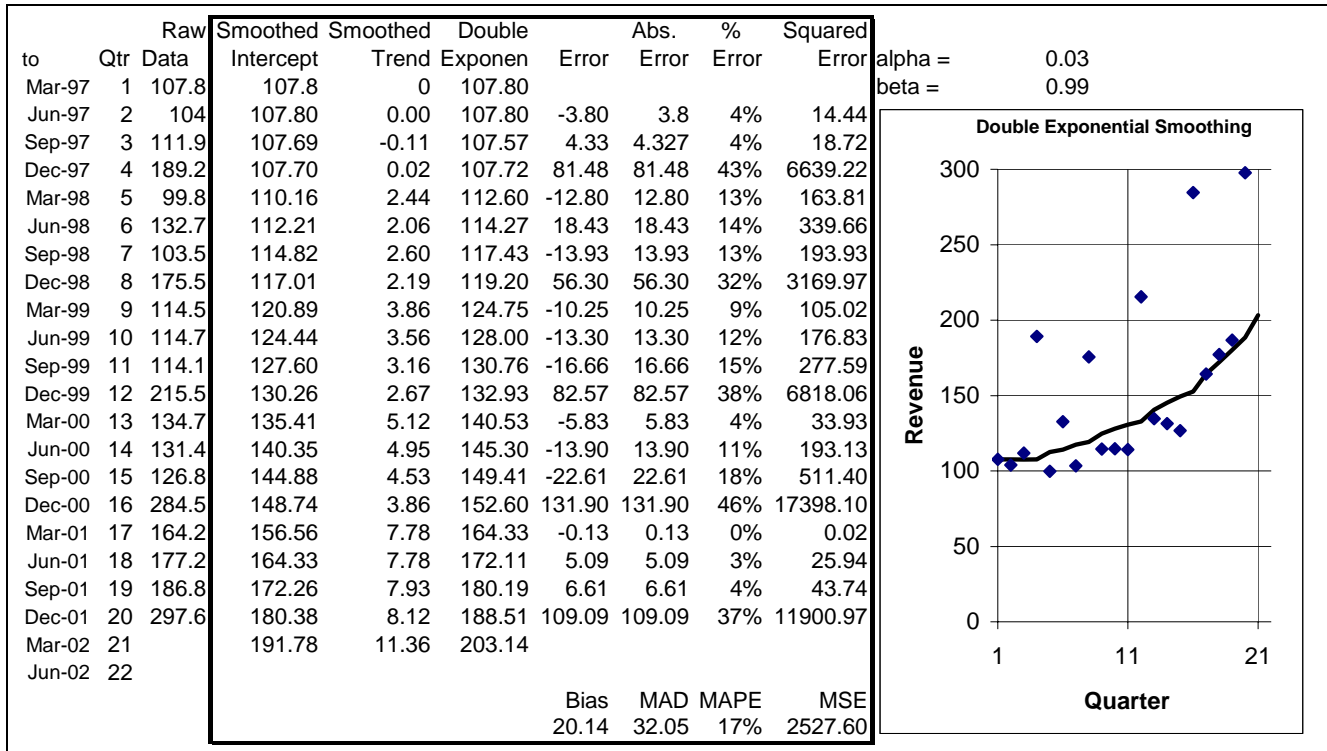 Raw Smoothed Smoothed Double Abs. % Squared
to Qtr Data Intercept Trend Exponen Error Error Error Error alpha = 0.03
Mar-97 1 107.8 107.8 0 107.80 beta = 0.99
Jun-97 2 104 107.80 0.00 107.80 -3.80 3.8 4% 14.44
Sep-97 3 111.9 107.69 -0.11 107.57 4.33 4.327 4% 18.72
Dec-97 4 189.2 107.70 0.02 107.72 81.48 81.48 43% 6639.22
Mar-98 5 99.8 110.16 2.44 112.60 -12.80 12.80 13% 163.81
Jun-98 6 132.7 112.21 2.06 114.27 18.43 18.43 14% 339.66
Sep-98 7 103.5 114.82 2.60 117.43 -13.93 13.93 13% 193.93
Dec-98 8 175.5 117.01 2.19 119.20 56.30 56.30 32% 3169.97
Mar-99 9 114.5 120.89 3.86 124.75 -10.25 10.25 9% 105.02
Jun-99 10 114.7 124.44 3.56 128.00 -13.30 13.30 12% 176.83
Sep-99 11 114.1 127.60 3.16 130.76 -16.66 16.66 15% 277.59
Dec-99 12 215.5 130.26 2.67 132.93 82.57 82.57 38% 6818.06
Mar-00 13 134.7 135.41 5.12 140.53 -5.83 5.83 4% 33.93
Jun-00 14 131.4 140.35 4.95 145.30 -13.90 13.90 11% 193.13
Sep-00 15 126.8 144.88 4.53 149.41 -22.61 22.61 18% 511.40
Dec-00 16 284.5 148.74 3.86 152.60 131.90 131.90 46% 17398.10
Mar-01 17 164.2 156.56 7.78 164.33 -0.13 0.13 0% 0.02
Jun-01 18 177.2 164.33 7.78 172.11 5.09 5.09 3% 25.94
Sep-01 19 186.8 172.26 7.93 180.19 6.61 6.61 4% 43.74
Dec-01 20 297.6 180.38 8.12 188.51 109.09 109.09 37% 11900.97
Mar-02 21 191.78 11.36 203.14
Jun-02 22
Bias MAD MAPE MSE
20.14 32.05 17% 2527.60
Double Exponential Smoothing
300
250
200
150
100
50
0
Revenue
1 11 21
Quarter